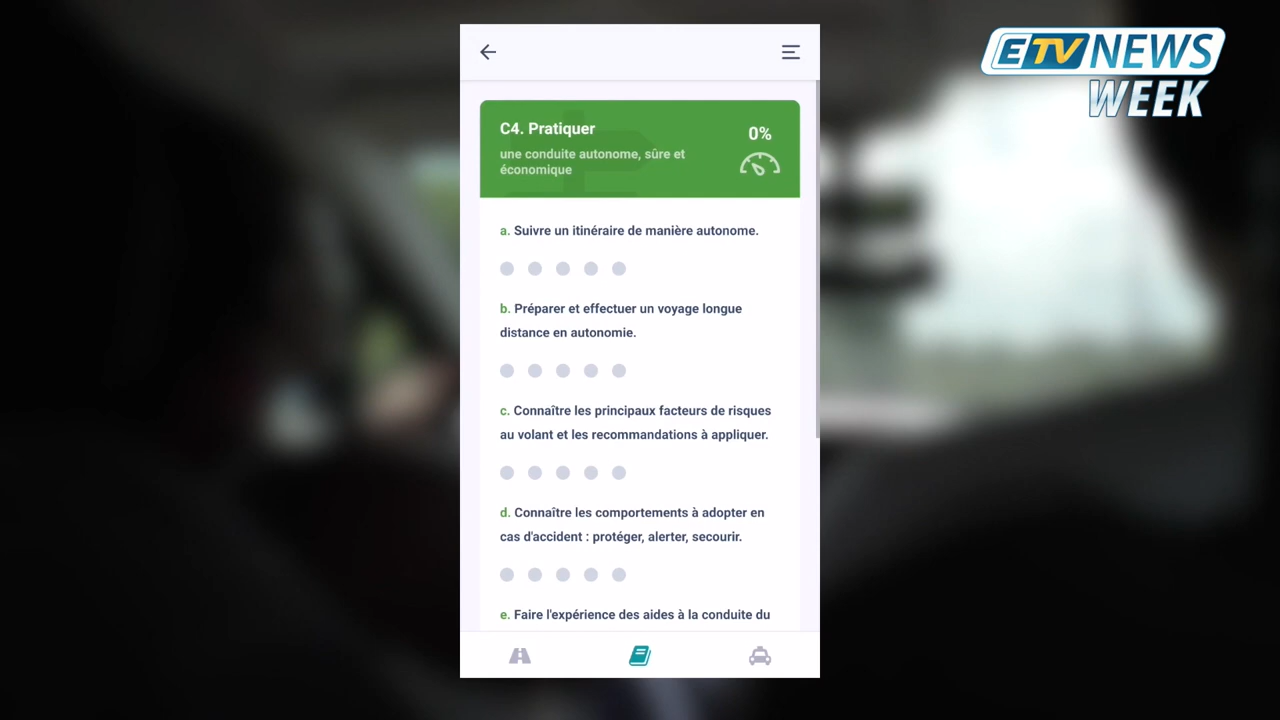 ETV NEWS
WEEK
C4. Pratiquer
0%
une conduite autonome, sûre et
économique
a. Suivre un itinéraire de manière autonome.
b. Préparer et effectuer un voyage longue
distance en autonomie.
c. Connaître les principaux facteurs de risques
au volant et les recommandations à appliquer.
d. Connaître les comportements à adopter en
cas d'accident : protéger, alerter, secourir.
e. Faire l'expérience des aides à la conduite du